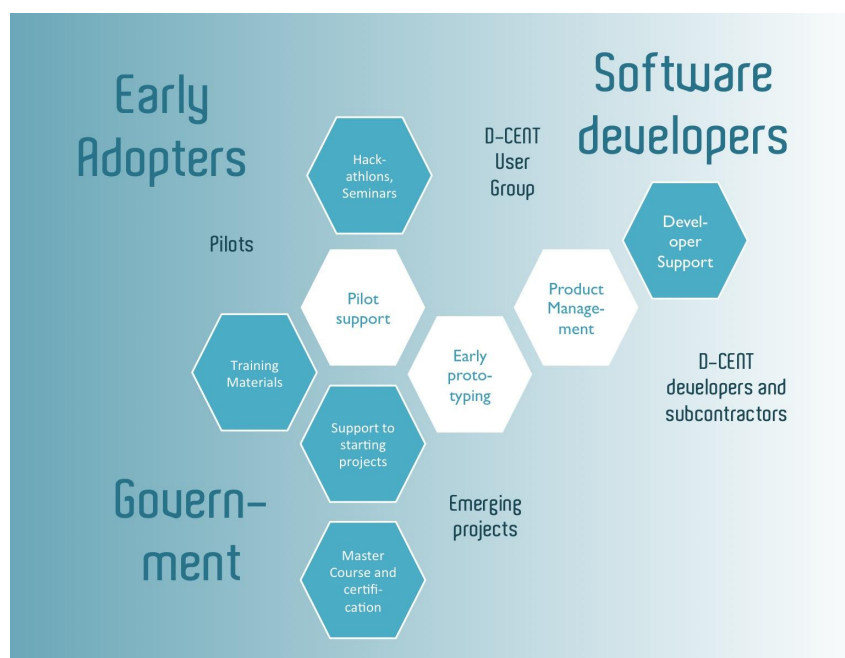 Early
Adopters
Software
developers
Hack-
athlons,
Seminars
D-CENT
User
Group
Devel-
oper
Support
Pilots
Pilot
support
Product
Manage-
ment
Training
Materials
Early
proto-
typing
D-CENT
developers and
subcontractors
Support to
starting
projects
Govern-
ment
Emerging
projects
Master
Course and
certifi-
cation